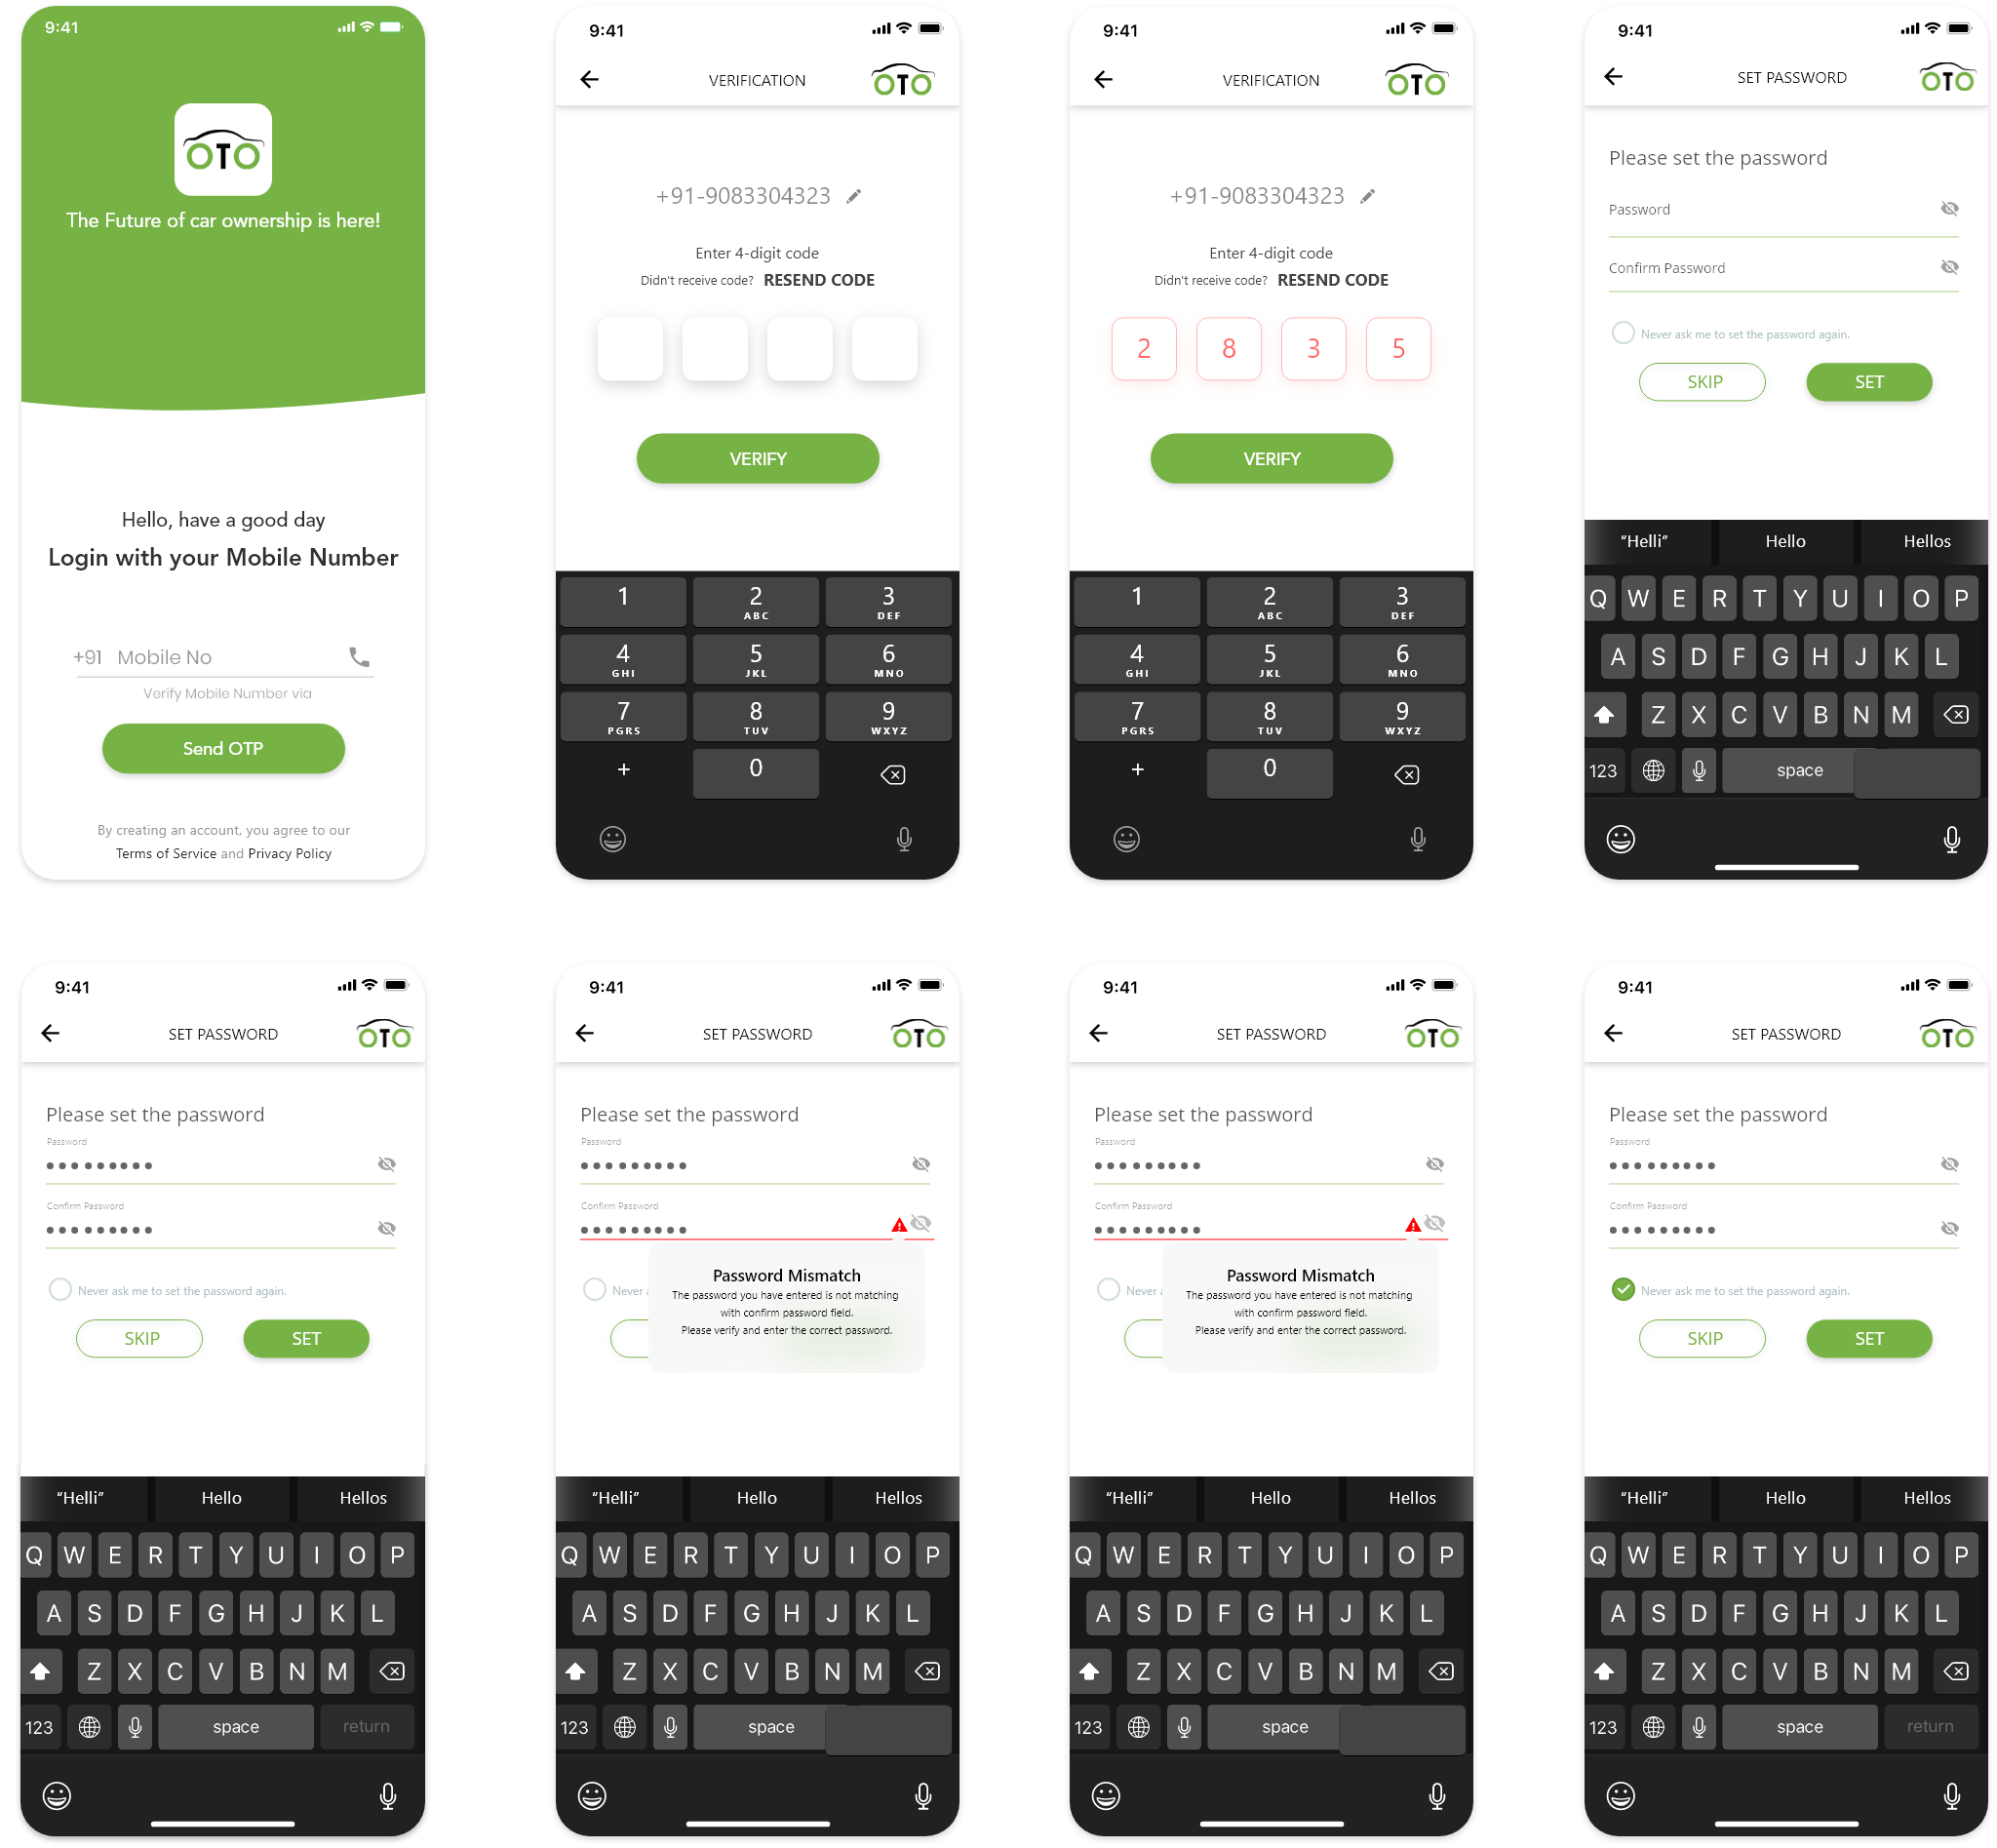 9:41
OTO
The Future of car ownership is here!
Hello, have a good day
Login with your Mobile Number
+91 Mobile No
Verify Mobile Number via
Send OTP
By creating an account, you agree to our
Terms of Service and Privacy Policy
9:41
VERIFICATION OTO
+91-9083304323
Enter 4-digit code
Didn't receive code? RESEND CODE
VERIFY
1 2 3
ABC DEF
4 5 6
GHI JKL MNO
7 8 9
PGRS TUV WXYZ
+ 0
9:41
VERIFICATION OTO
+91-9083304323
Enter 4-digit code
Didn't receive code? RESEND CODE
2 8 3 5
VERIFY
1 2 3
ABC DEF
4 5 6
GHI JKL MNO
7 8 9
PGRS TUV WXYZ
+ 0
9:41
SET PASSWORD OTO
Please set the password
Password
Confirm Password
Never ask me to set the password again.
SKIP SET
“Helli” Hello Hellos
Q W E R T Y U I O P
A S D F G H J K L
Z X C V B N M
123 space
9:41
SET PASSWORD OTO
Please set the password
Password
Confirm Password
Never ask me to set the password again.
SKIP SET
“Helli” Hello Hellos
Q W E R T Y U I O P
A S D F G H J K L
Z X C V B N M
123 space return
9:41
SET PASSWORD OTO
Please set the password
Password
Confirm Password
Never
Password Mismatch
The password you have entered is not matching
with confirm password field.
Please verify and enter the correct password.
“Helli” Hello Hellos
Q W E R T Y U I O P
A S D F G H J K L
Z X C V B N M
123 space
9:41
SET PASSWORD OTO
Please set the password
Password
Confirm Password
Never
Password Mismatch
The password you have entered is not matching
with confirm password field.
Please verify and enter the correct password.
“Helli” Hello Hellos
Q W E R T Y U I O P
A S D F G H J K L
Z X C V B N M
123 space
9:41
SET PASSWORD OTO
Please set the password
Password
Confirm Password
Never ask me to set the password again.
SKIP SET
“Helli” Hello Hellos
Q W E R T Y U I O P
A S D F G H J K L
Z X C V B N M
123 space return